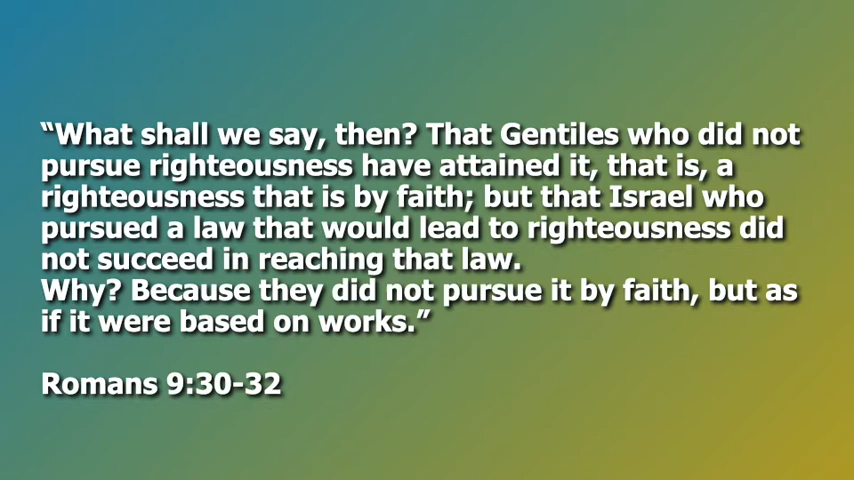 “What shall we say, then? That Gentiles who did not
pursue righteousness have attained it, that is, a
righteousness that is by faith; but that Israel who
pursued a law that would lead to righteousness did
not succeed in reaching that law.
Why? Because they did not pursue it by faith, but as
if it were based on works.”
Romans 9:30-32